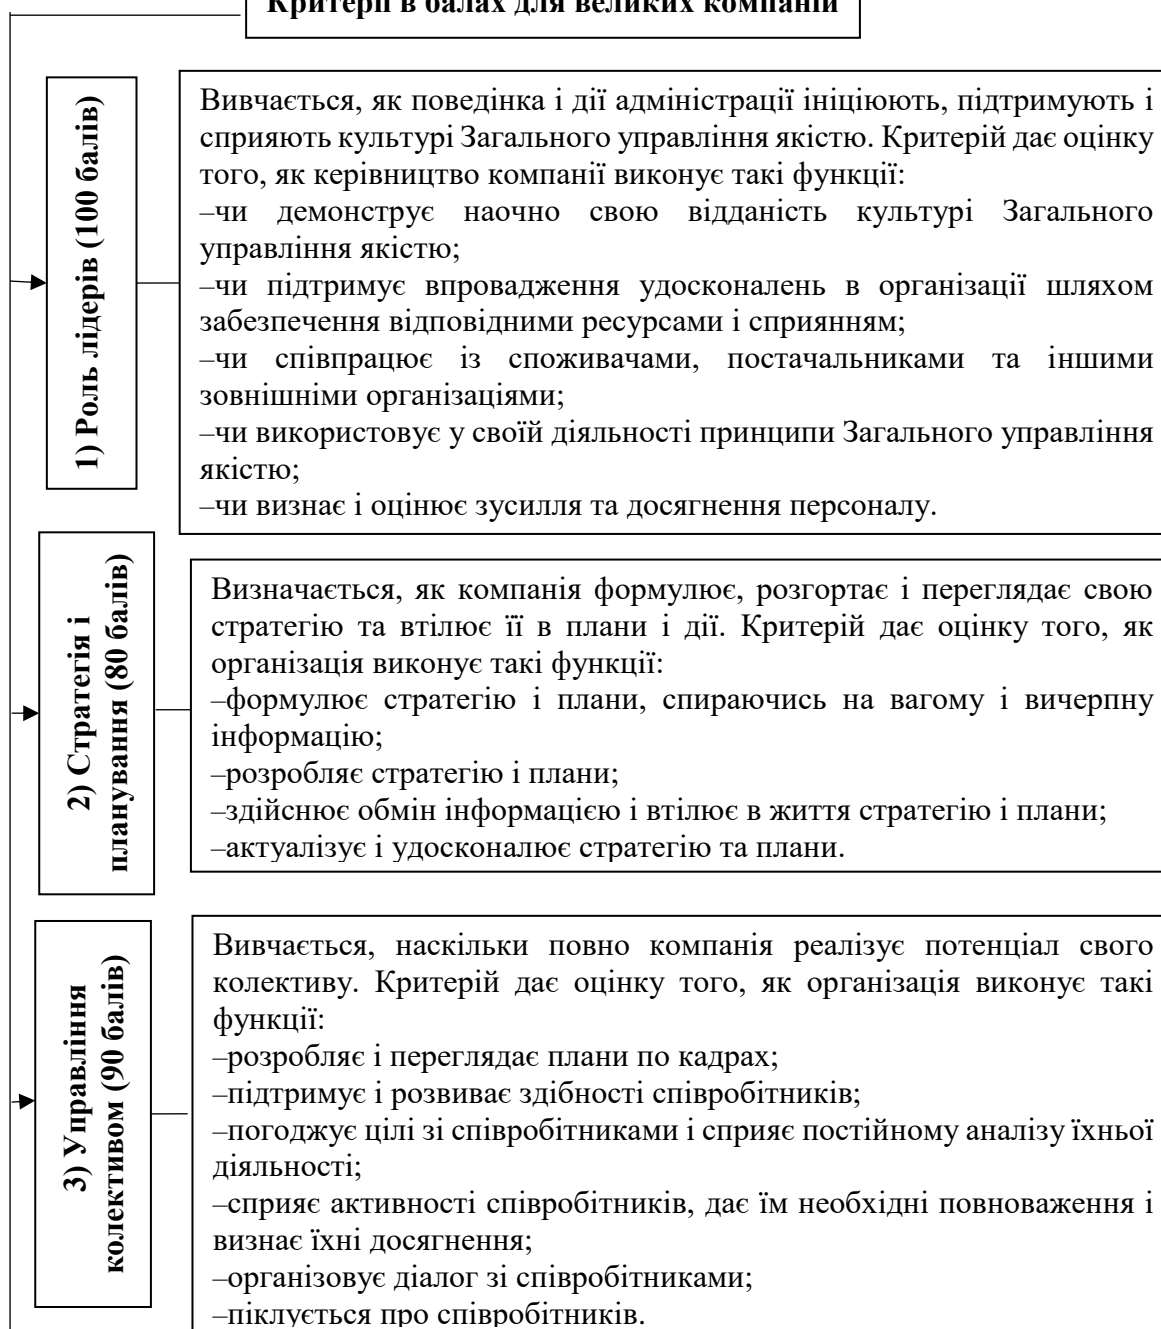 Критерії в балах для великих компаній
1) Роль лідерів (100 балів)
Вивчається, як поведінка і дії адміністрації ініціюють, підтримують і
сприяють культурі Загального управління якістю. Критерій дає оцінку
того, як керівництво компанії виконує такі функції:
–чи демонструє наочно свою відданість культурі Загального
управління якістю;
–чи підтримує впровадження удосконалень в організації шляхом
забезпечення відповідними ресурсами і сприянням;
–чи співпрацює із споживачами, постачальниками та іншими
зовнішніми організаціями;
–чи використовує у своїй діяльності принципи Загального управління
якістю;
–чи визнає і оцінює зусилля та досягнення персоналу.
2) Стратегія і
планування (80 балів)
Визначається, як компанія формулює, розгортає і переглядає свою
стратегію та втілює її в плани і дії. Критерій дає оцінку того, як
організація виконує такі функції:
–формулює стратегію і плани, спираючись на вагому і вичерпну
інформацію;
–розробляє стратегію і плани;
–здійснює обмін інформацією і втілює в життя стратегію і плани;
–актуалізує і удосконалює стратегію та плани.
3) Управління
колективом (90 балів)
Вивчається, наскільки повно компанія реалізує потенціал свого
колективу. Критерій дає оцінку того, як організація виконує такі
функції:
–розробляє і переглядає плани по кадрах;
–підтримує і розвиває здібності співробітників;
–погоджує цілі зі співробітниками і сприяє постійному аналізу їхньої
діяльності;
–сприяє активності співробітників, дає їм необхідні повноваження і
визнає їхні досягнення;
–організовує діалог зі співробітниками;
–піклується про співробітників.